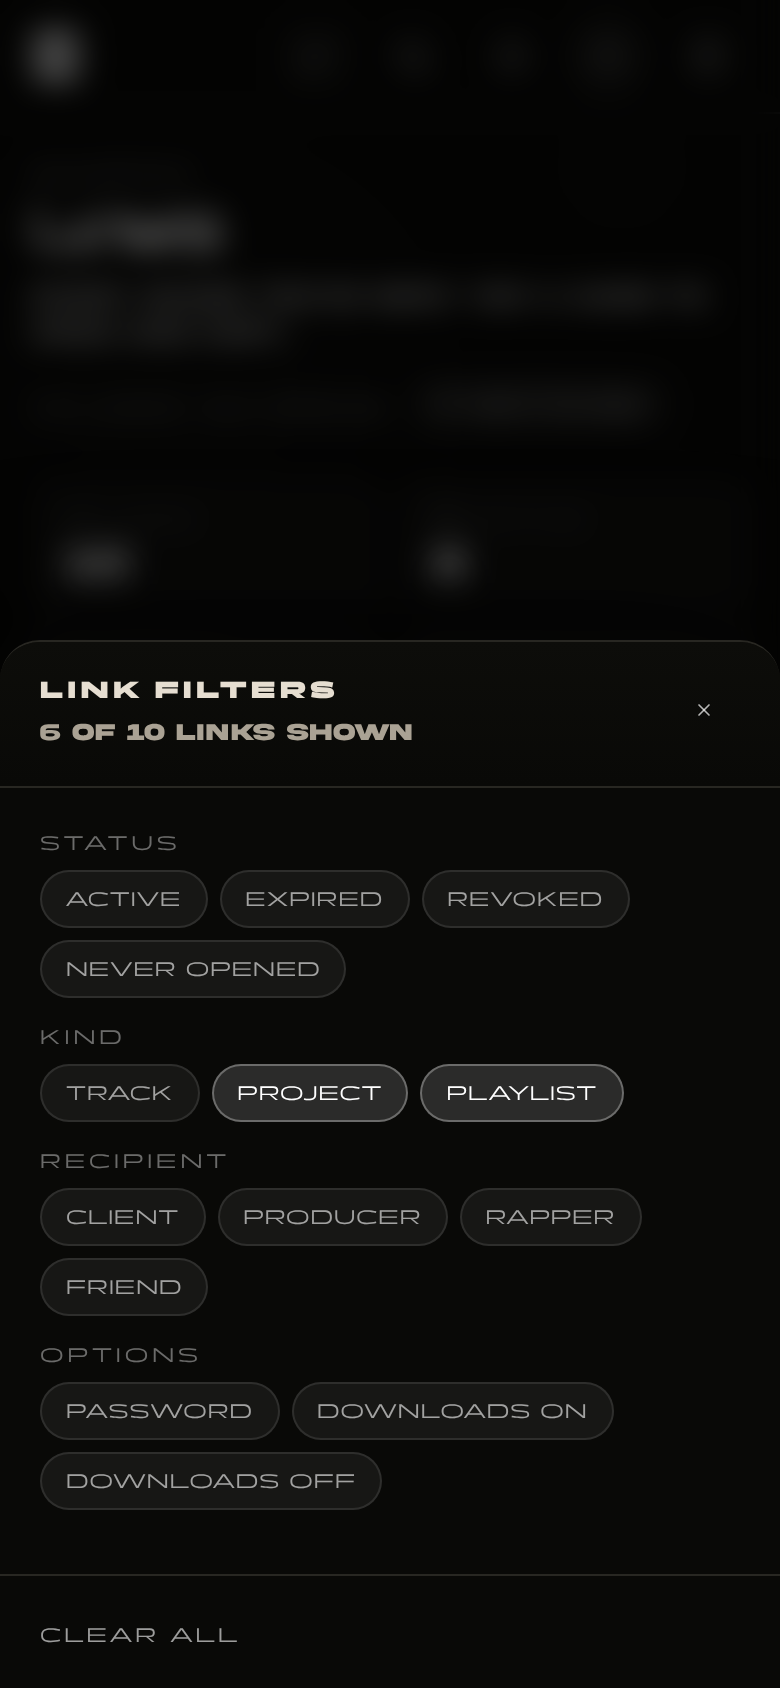 LINK FILTERS
6 OF 10 LINKS SHOWN
×
STATUS
ACTIVE EXPIRED REVOKED
NEVER OPENED
KIND
TRACK PROJECT PLAYLIST
RECIPIENT
CLIENT PRODUCER RAPPER
FRIEND
OPTIONS
PASSWORD DOWNLOADS ON
DOWNLOADS OFF
CLEAR ALL